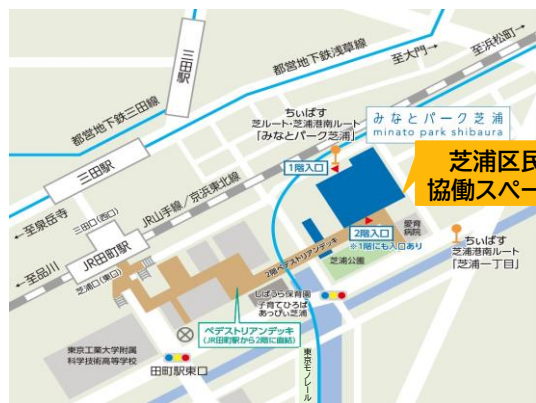 三田駅
都営地下鉄浅草線
至大門→
至浜松町→
都営地下鉄三田線
ちぃばす
芝ルート・芝浦港南ルート
「みなとパーク芝浦」
みなとパーク芝浦
minato park shibaura
三田駅
1階入口
芝浦区民
協働スペー
JR山手線/京浜東北線
←至泉岳寺
三田口(西口)
愛育
病院
2階入口
※1階にも入口あり
ちぃばす
芝浦港南ルート
「芝浦一丁目」
←至品川
JR田町駅
2階ペデストリアンデッキ
芝浦公園
芝浦口(東口)
しばうら保育園
子育てひろば
あっぴぃ芝浦
ペデストリアンデッキ
(JR田町駅から2階に直結)
東京工業大学附属
科学技術高等学校
田町駅東口
東京モノレール